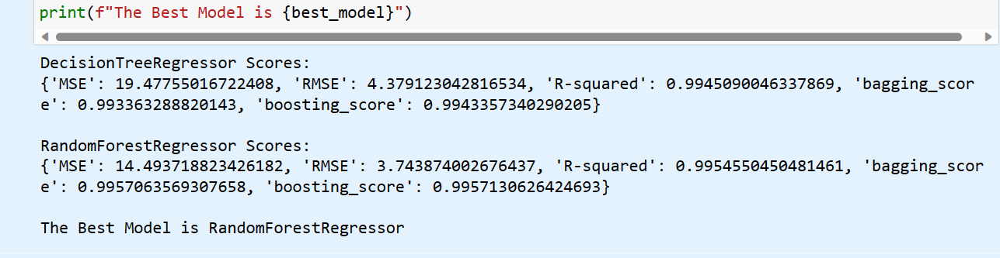 print(f"The Best Model is {best_model}")
DecisionTreeRegressor Scores:
{'MSE': 19.47755016722408, 'RMSE': 4.379123042816534, 'R-squared': 0.9945090046337869, 'bagging_scor
e': 0.993363288820143, 'boosting_score': 0.9943357340290205}
RandomForestRegressor Scores:
{'MSE': 14.493718823426182, 'RMSE': 3.743874002676437, 'R-squared': 0.9954550450481461, 'bagging_scor
e': 0.9957063569307658, 'boosting_score': 0.9957130626424693}
The Best Model is RandomForestRegressor